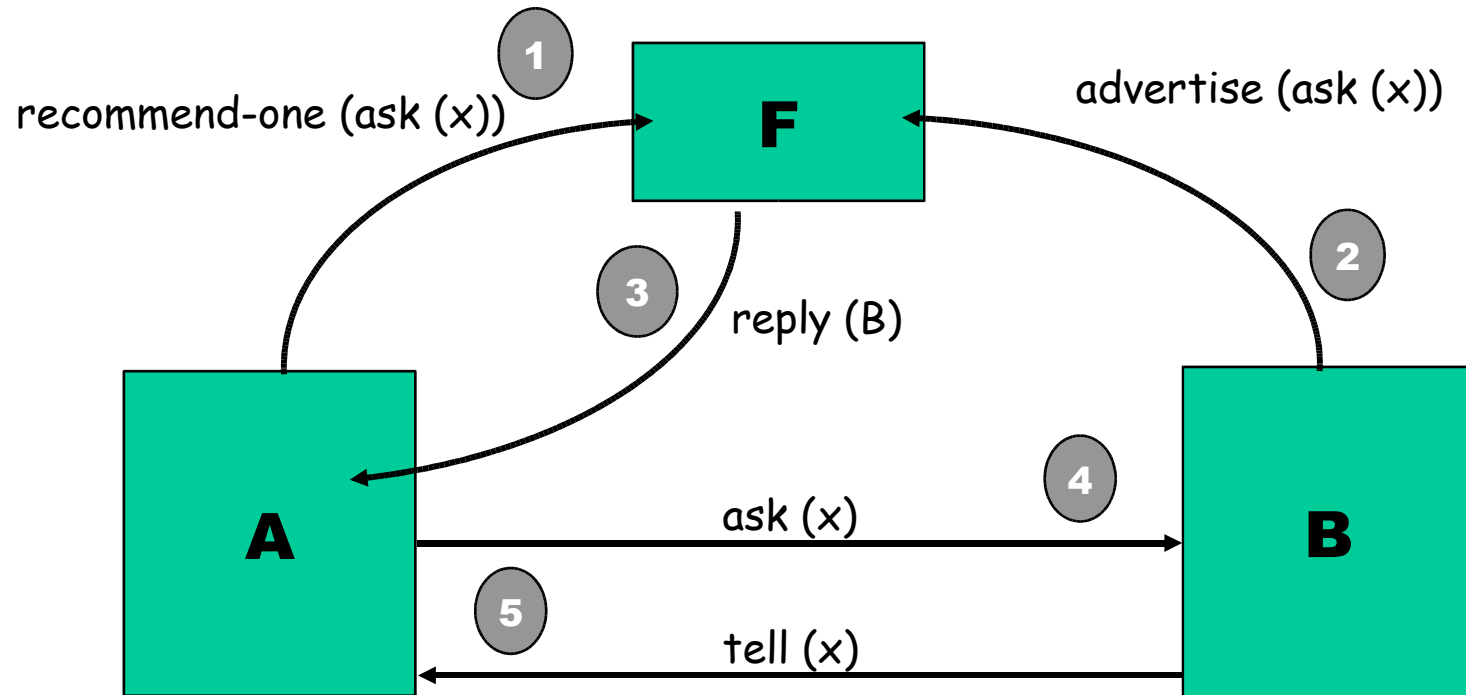 1
recommend-one (ask (x))
F
advertise (ask (x))
2
3
reply (B)
4
A
ask (x)
B
5
tell (x)